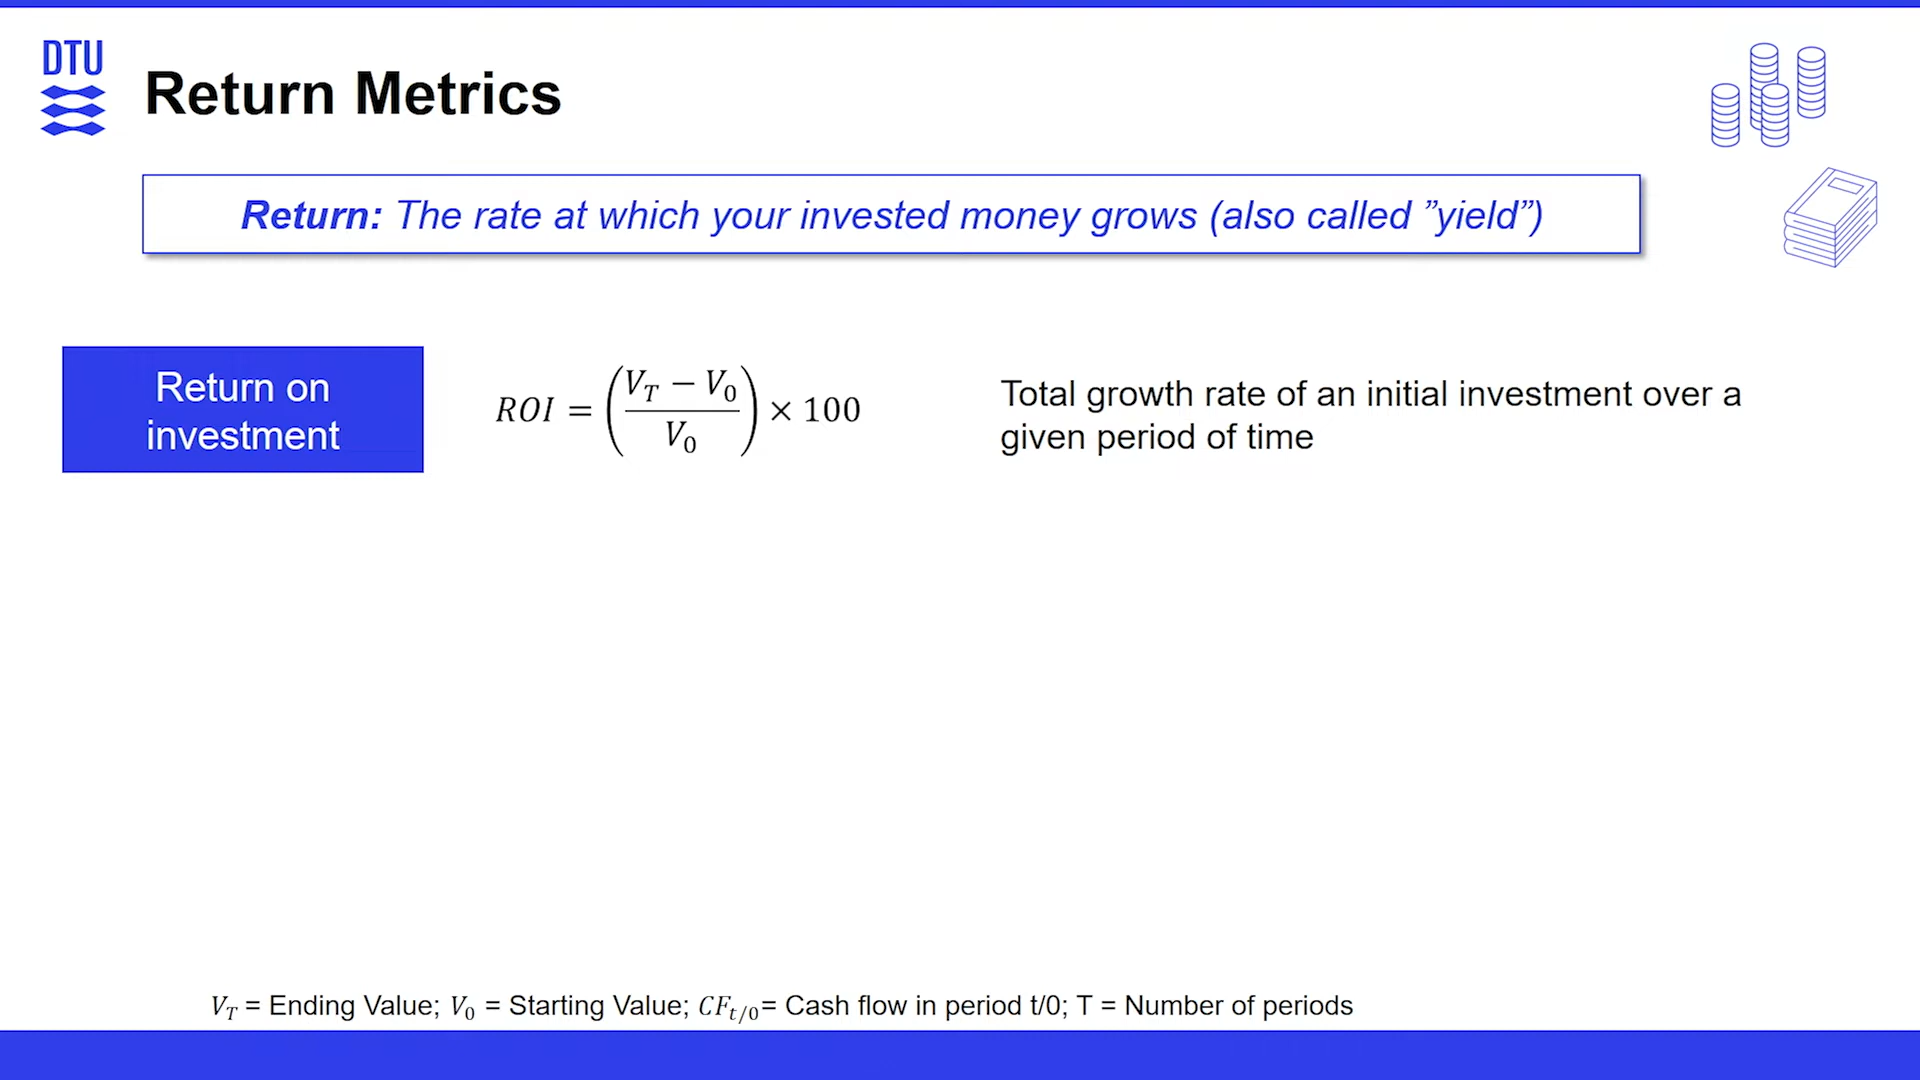 DTU
Return Metrics
Return: The rate at which your invested money grows (also called ”yield”)
Return on
investment
ROI = (V_T − V_0 / V_0) × 100
Total growth rate of an initial investment over a
given period of time
V_T = Ending Value; V_0 = Starting Value; CF_t/0= Cash flow in period t/0; T = Number of periods